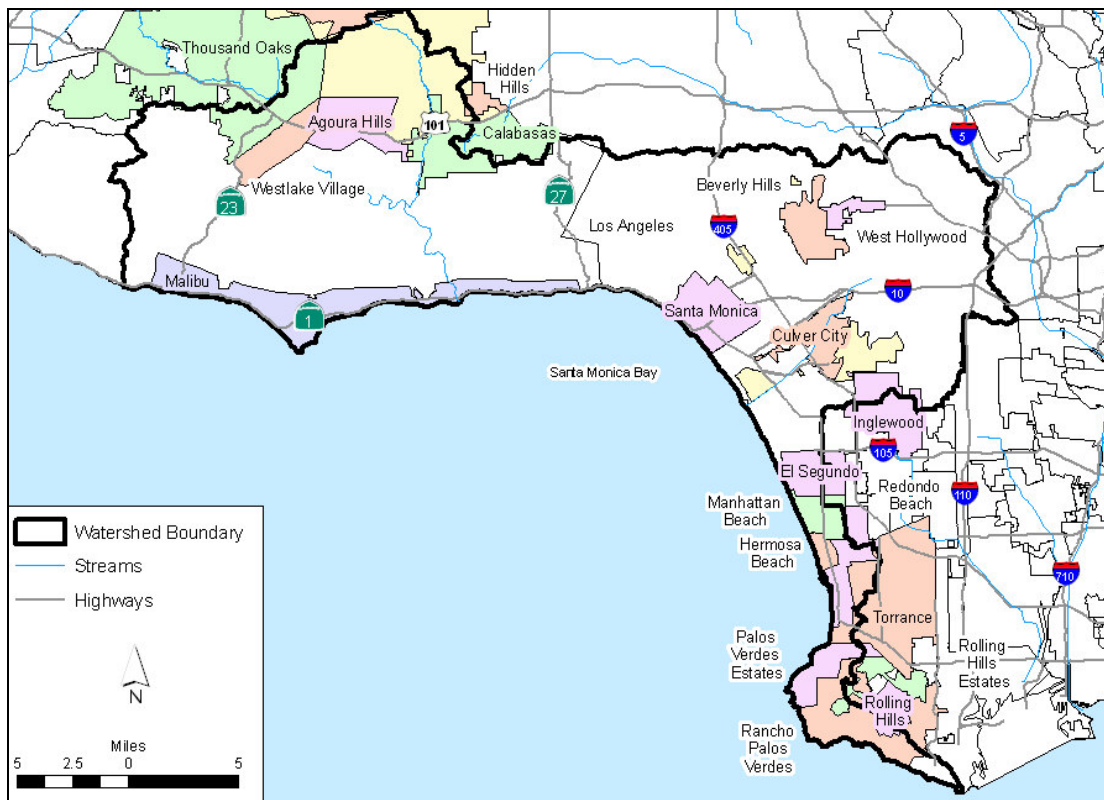 Thousand Oaks
Hidden
Hills
Agoura Hills
101
Calabasas
5
Westlake Village
23
27
Beverly Hills
Los Angeles
405
West Hollywood
Malibu
1
Santa Monica
10
Culver City
Santa Monica Bay
Inglewood
105
El Segundo
Redondo
Beach
110
Manhattan
Beach
Hermosa
Beach
710
Torrance
Palos
Verdes
Estates
Rolling
Hills
Estates
Rolling
Hills
Rancho
Palos
Verdes
Watershed Boundary
Streams
Highways
N
Miles
5 2.5 0 5